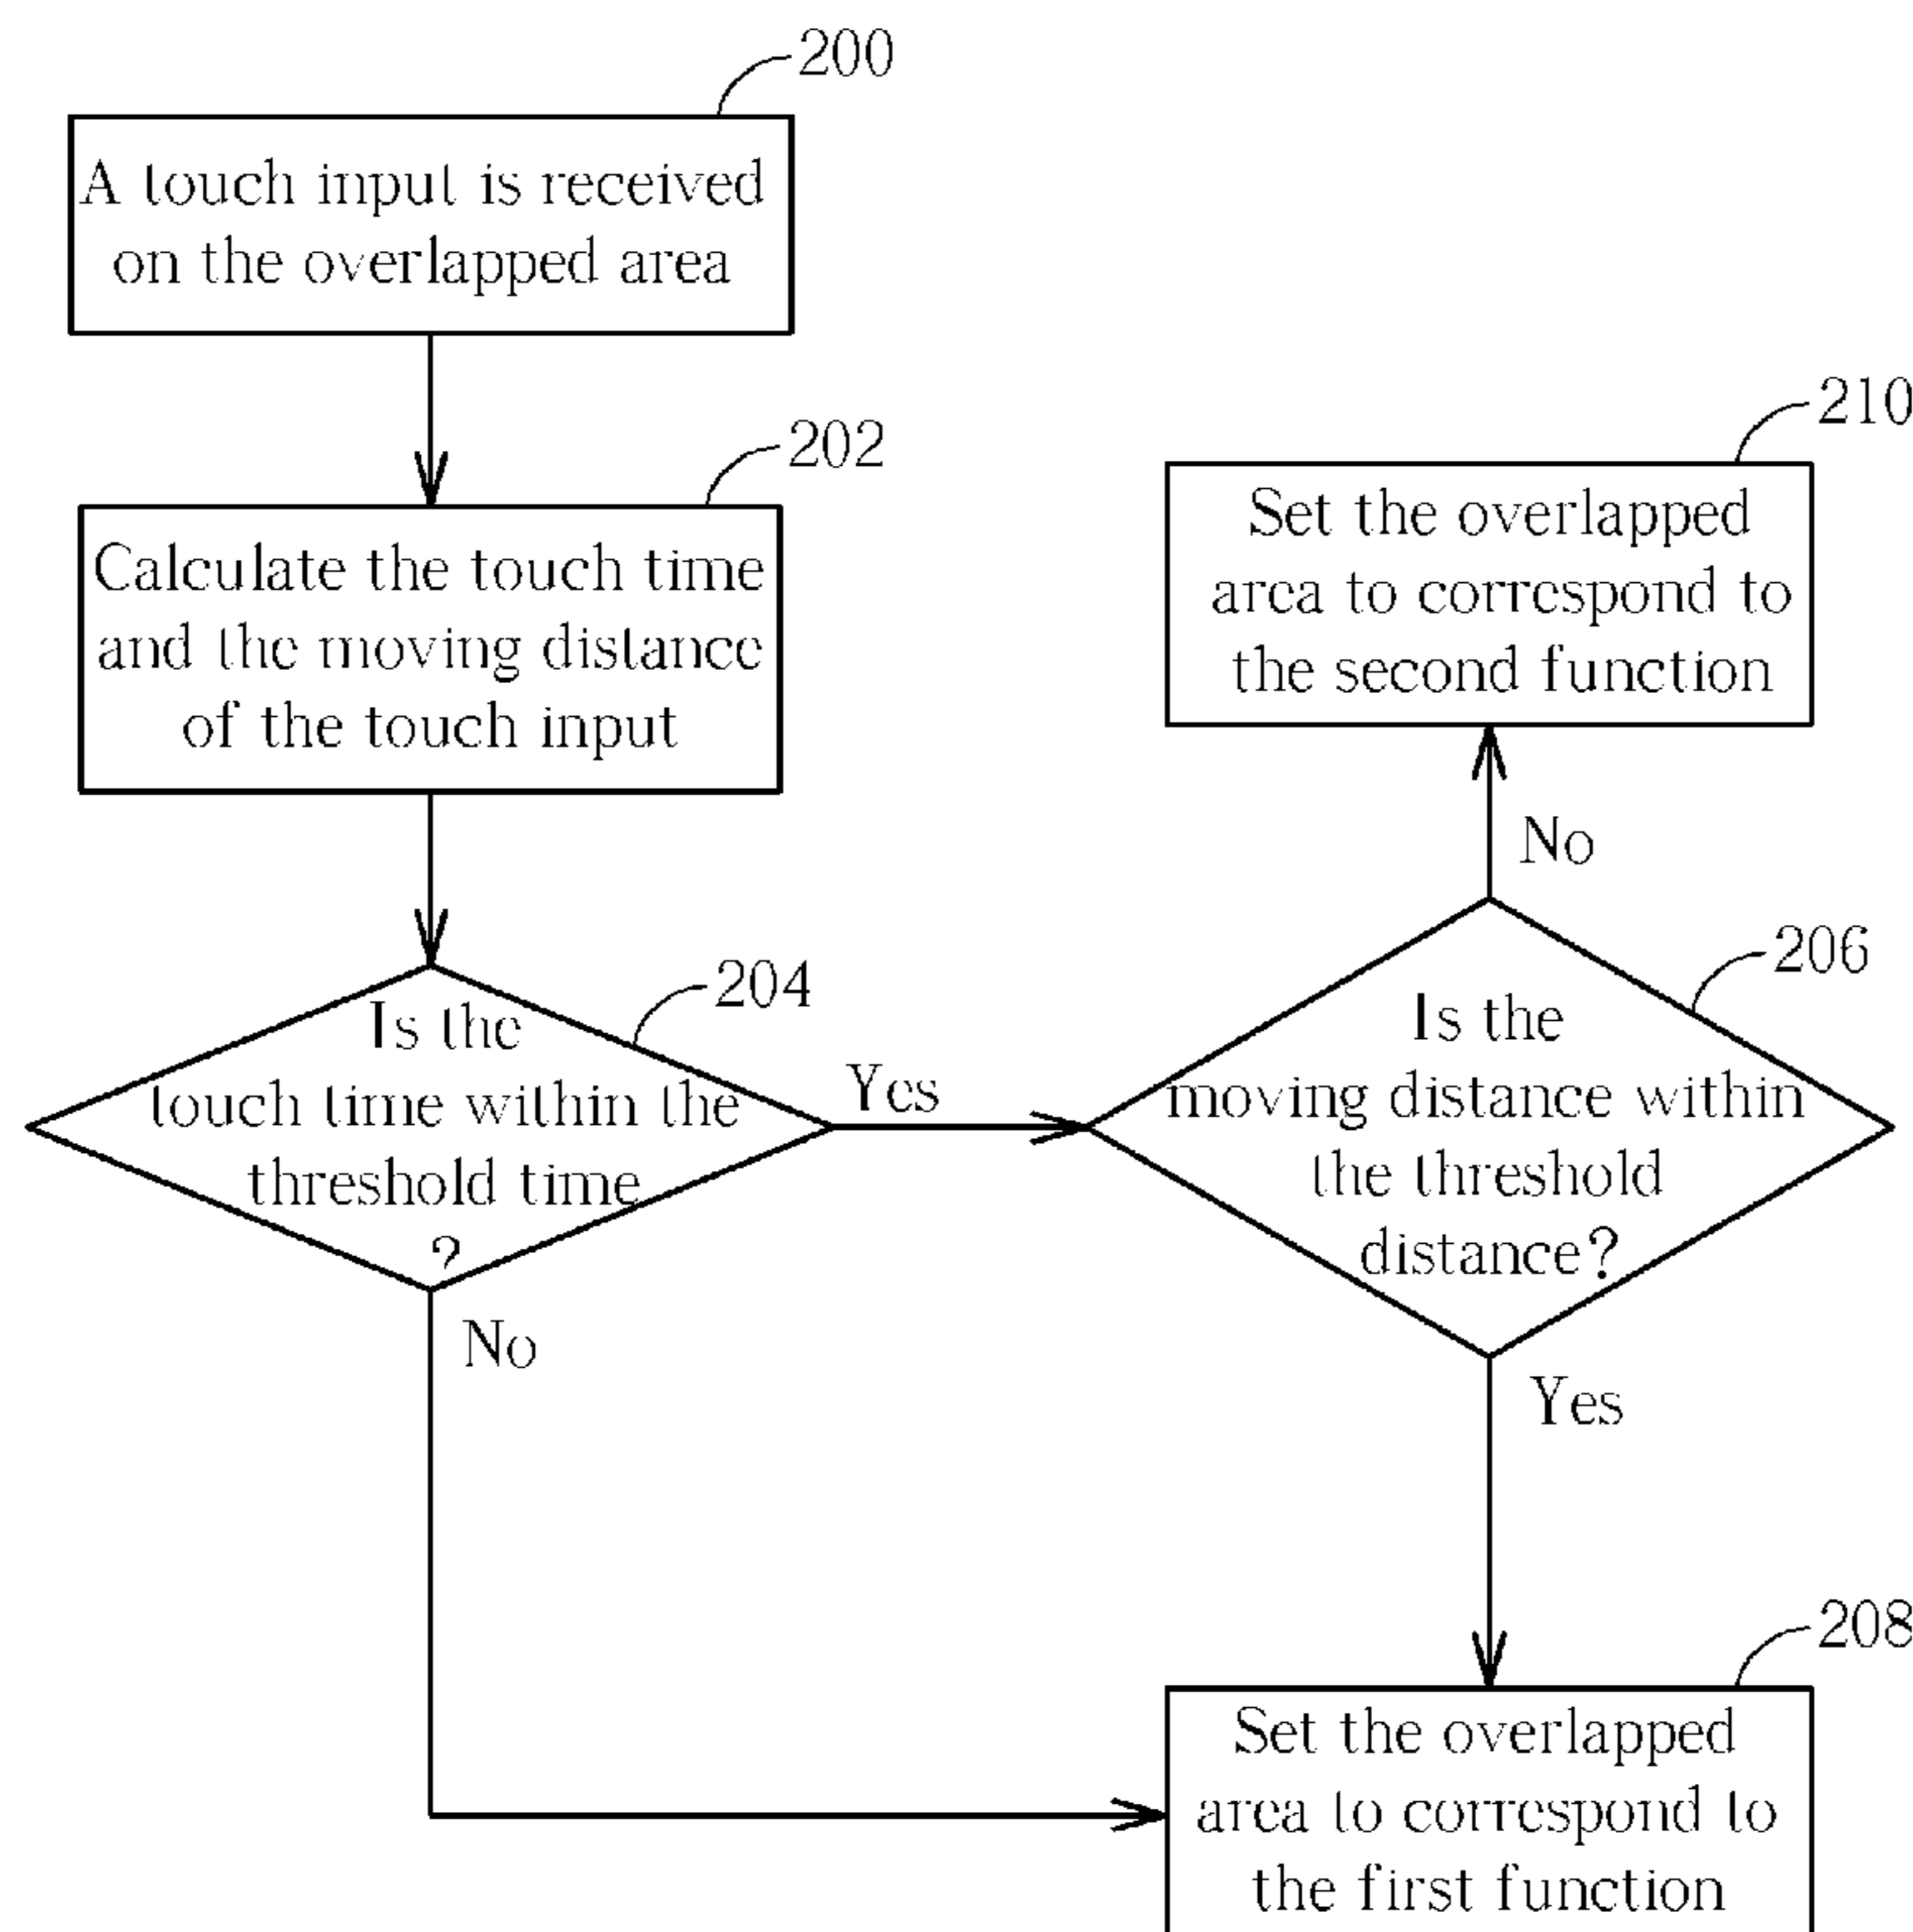 200
A touch input is received
on the overlapped area
202
Calculate the touch time
and the moving distance
of the touch input
204
Is the
touch time within the
threshold time
?
Yes
No
206
Is the
moving distance within
the threshold
distance?
No
Yes
210
Set the overlapped
area to correspond to
the second function
208
Set the overlapped
area to correspond to
the first function